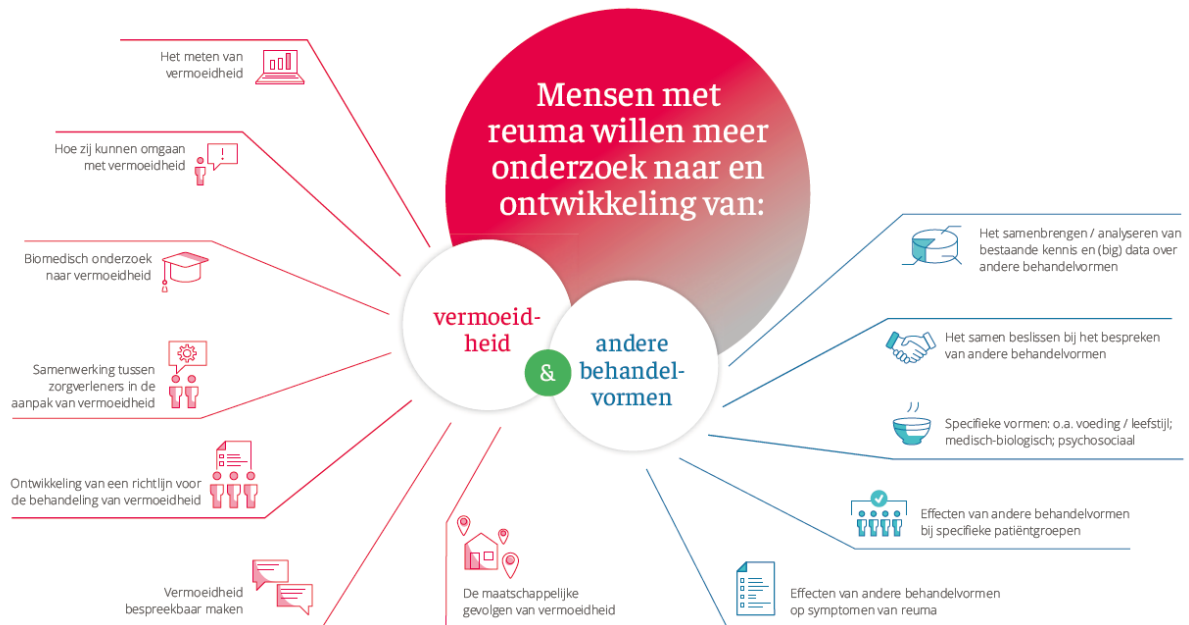 Mensen met
reuma willen meer
onderzoek naar en
ontwikkeling van:
vermoeid-
heid
&
andere
behandel-
vormen
Het meten van
vermoeidheid
Hoe zij kunnen omgaan
met vermoeidheid
!
Biomedisch onderzoek
naar vermoeidheid
Samenwerking tussen
zorgverleners in de
aanpak van vermoeidheid
Ontwikkeling van een richtlijn voor
de behandeling van vermoeidheid
Vermoeidheid
bespreekbaar maken
De maatschappelijke
gevolgen van vermoeidheid
Het samenbrengen / analyseren van
bestaande kennis en (big) data over
andere behandelvormen
Het samen beslissen bij het bespreken
van andere behandelvormen
Specifieke vormen: o.a. voeding / leefstijl;
medisch-biologisch; psychosociaal
Effecten van andere behandelvormen
bij specifieke patiëntgroepen
Effecten van andere behandelvormen
op symptomen van reuma